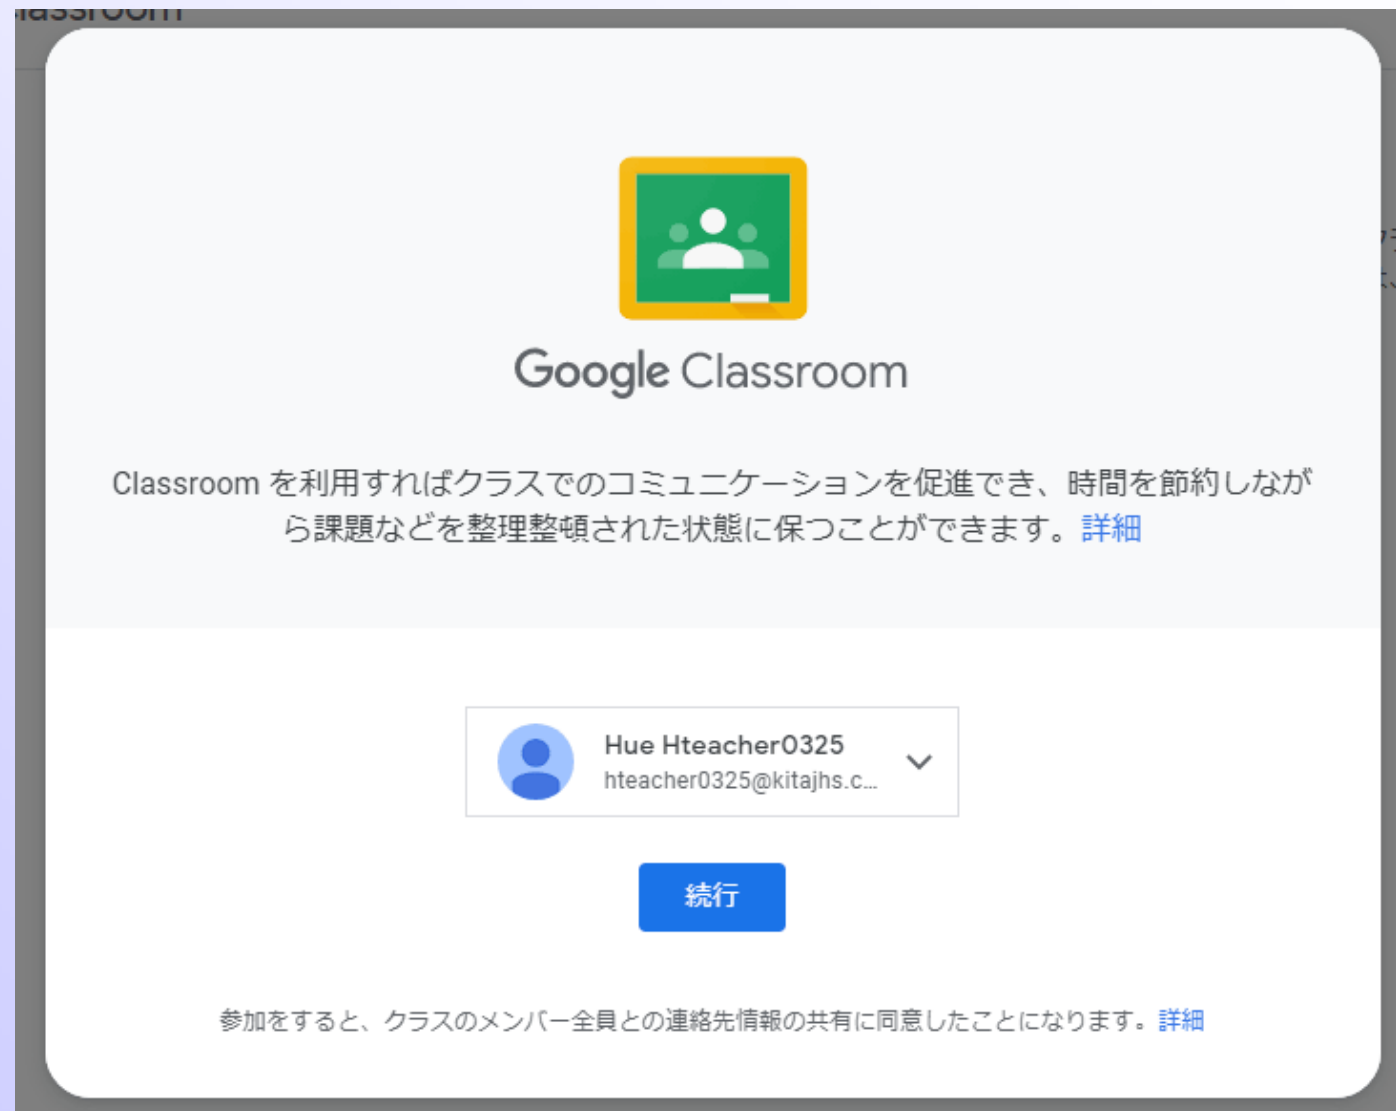 Google Classroom
Classroom を利用すればクラスでのコミュニケーションを促進でき、時間を節約しなが
ら課題などを整理整頓された状態に保つことができます。詳細
Hue Hteacher0325
hteacher0325@kitajhs.c...
続行
参加をすると、クラスのメンバー全員との連絡先情報の共有に同意したことになります。詳細